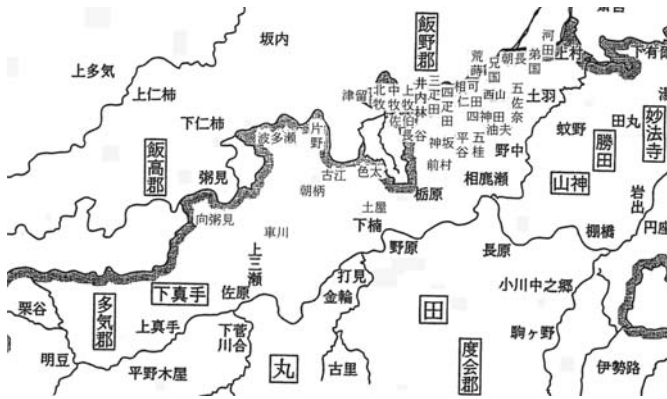 坂内
上多気
上仁柿
下仁柿
飯高郡
粥見
向粥見
波多瀬
片野
朝柄
古江
色太
車川
土屋
津留
北牧
中牧
佐伯
上牧
長谷
飯野郡
井内林
三疋田
四疋田
神坂
前村
相可
仁田
荒蒔
兄国
弟国
朝長
河田
上村
西山
五佐奈
土羽
神田
油夫
四
平谷
五桂
野中
相鹿瀬
栃原
下楠
野原
長原
上三瀬
佐原
打見
金輪
古里
下真手
上真手
多気郡
栗谷
明豆
平野木屋
下菅
川合
丸
田
度会郡
小川中之郷
駒ヶ野
伊勢路
棚橋
岩出
円座
山神
勝田
蚊野
田丸
妙法寺